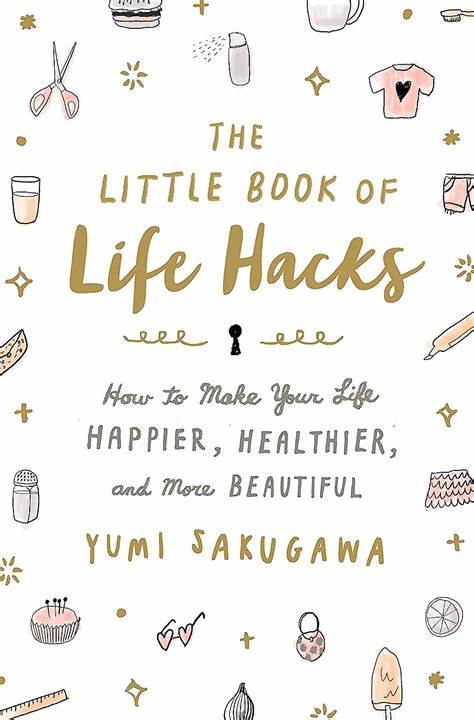 THE
LITTLE BOOK OF
Life Hacks
How to Make Your Life
HAPPIER, HEALTHIER,
and More BEAUTIFUL
YUMI SAKUGAWA